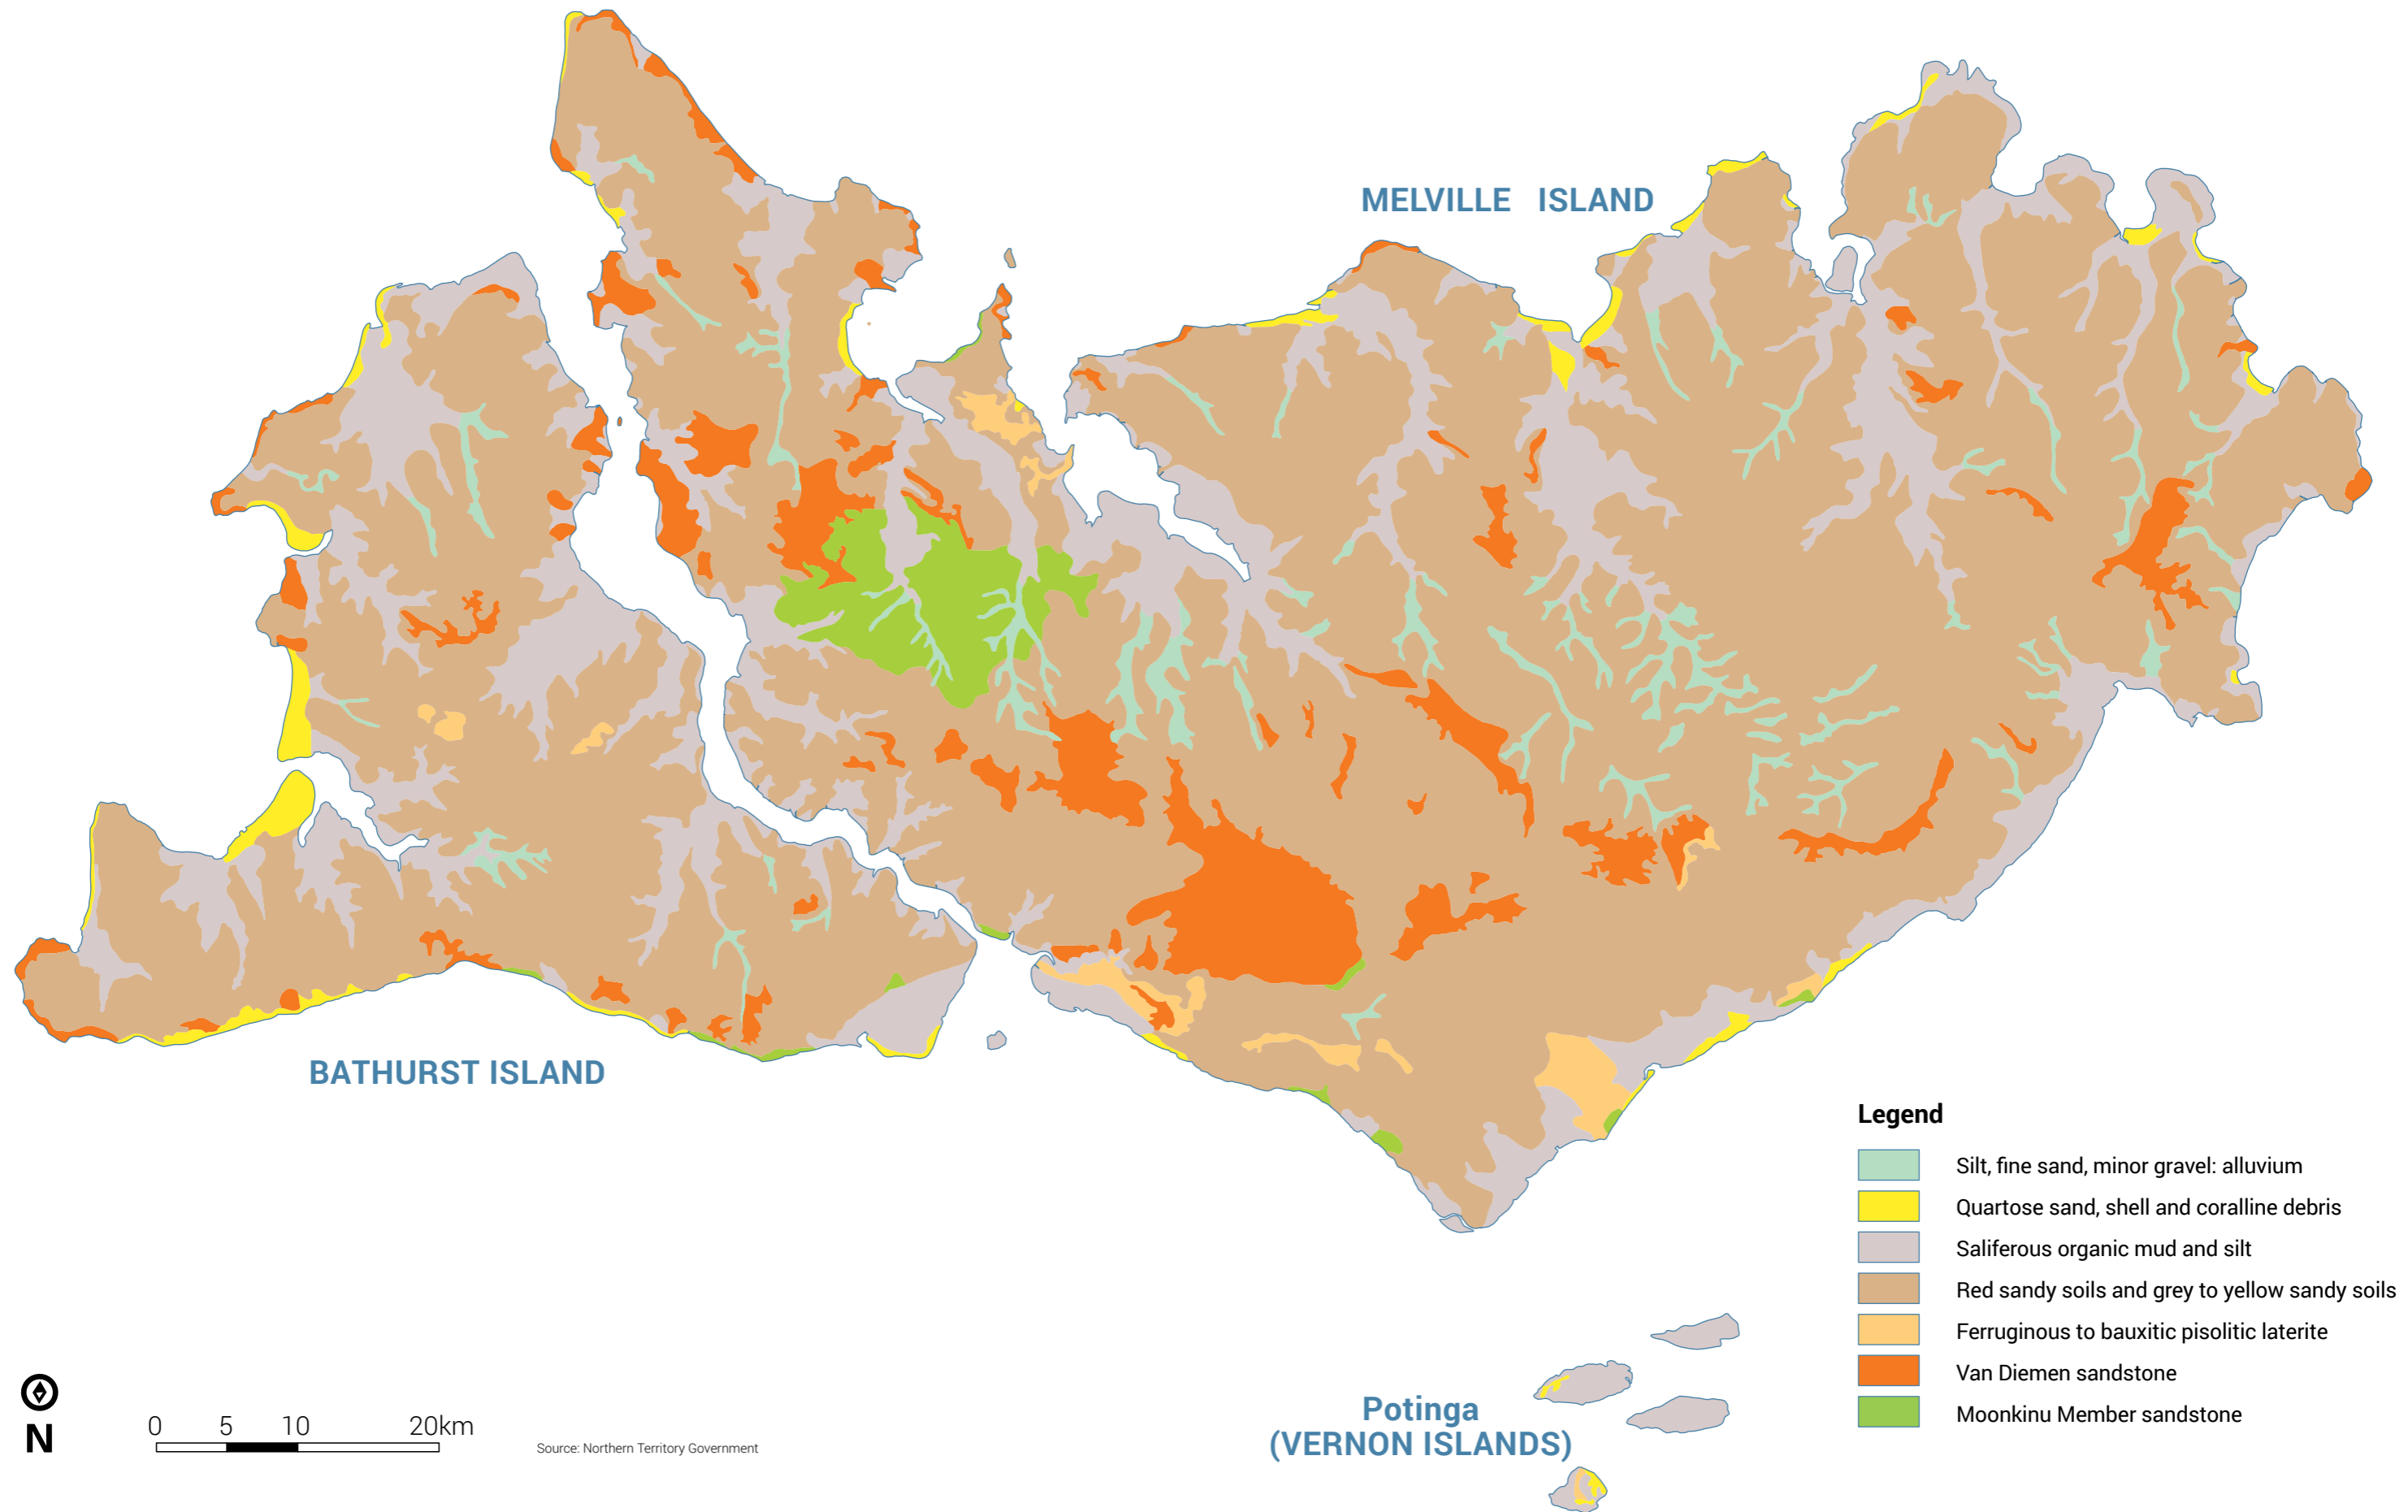 MELVILLE ISLAND
BATHURST ISLAND
Legend
Silt, fine sand, minor gravel: alluvium
Quartose sand, shell and coralline debris
Saliferous organic mud and silt
Red sandy soils and grey to yellow sandy soils
Ferruginous to bauxitic pisolitic laterite
Van Diemen sandstone
Moonkinu Member sandstone
Potinga
(VERNON ISLANDS)
N
0 5 10 20km
Source: Northern Territory Government